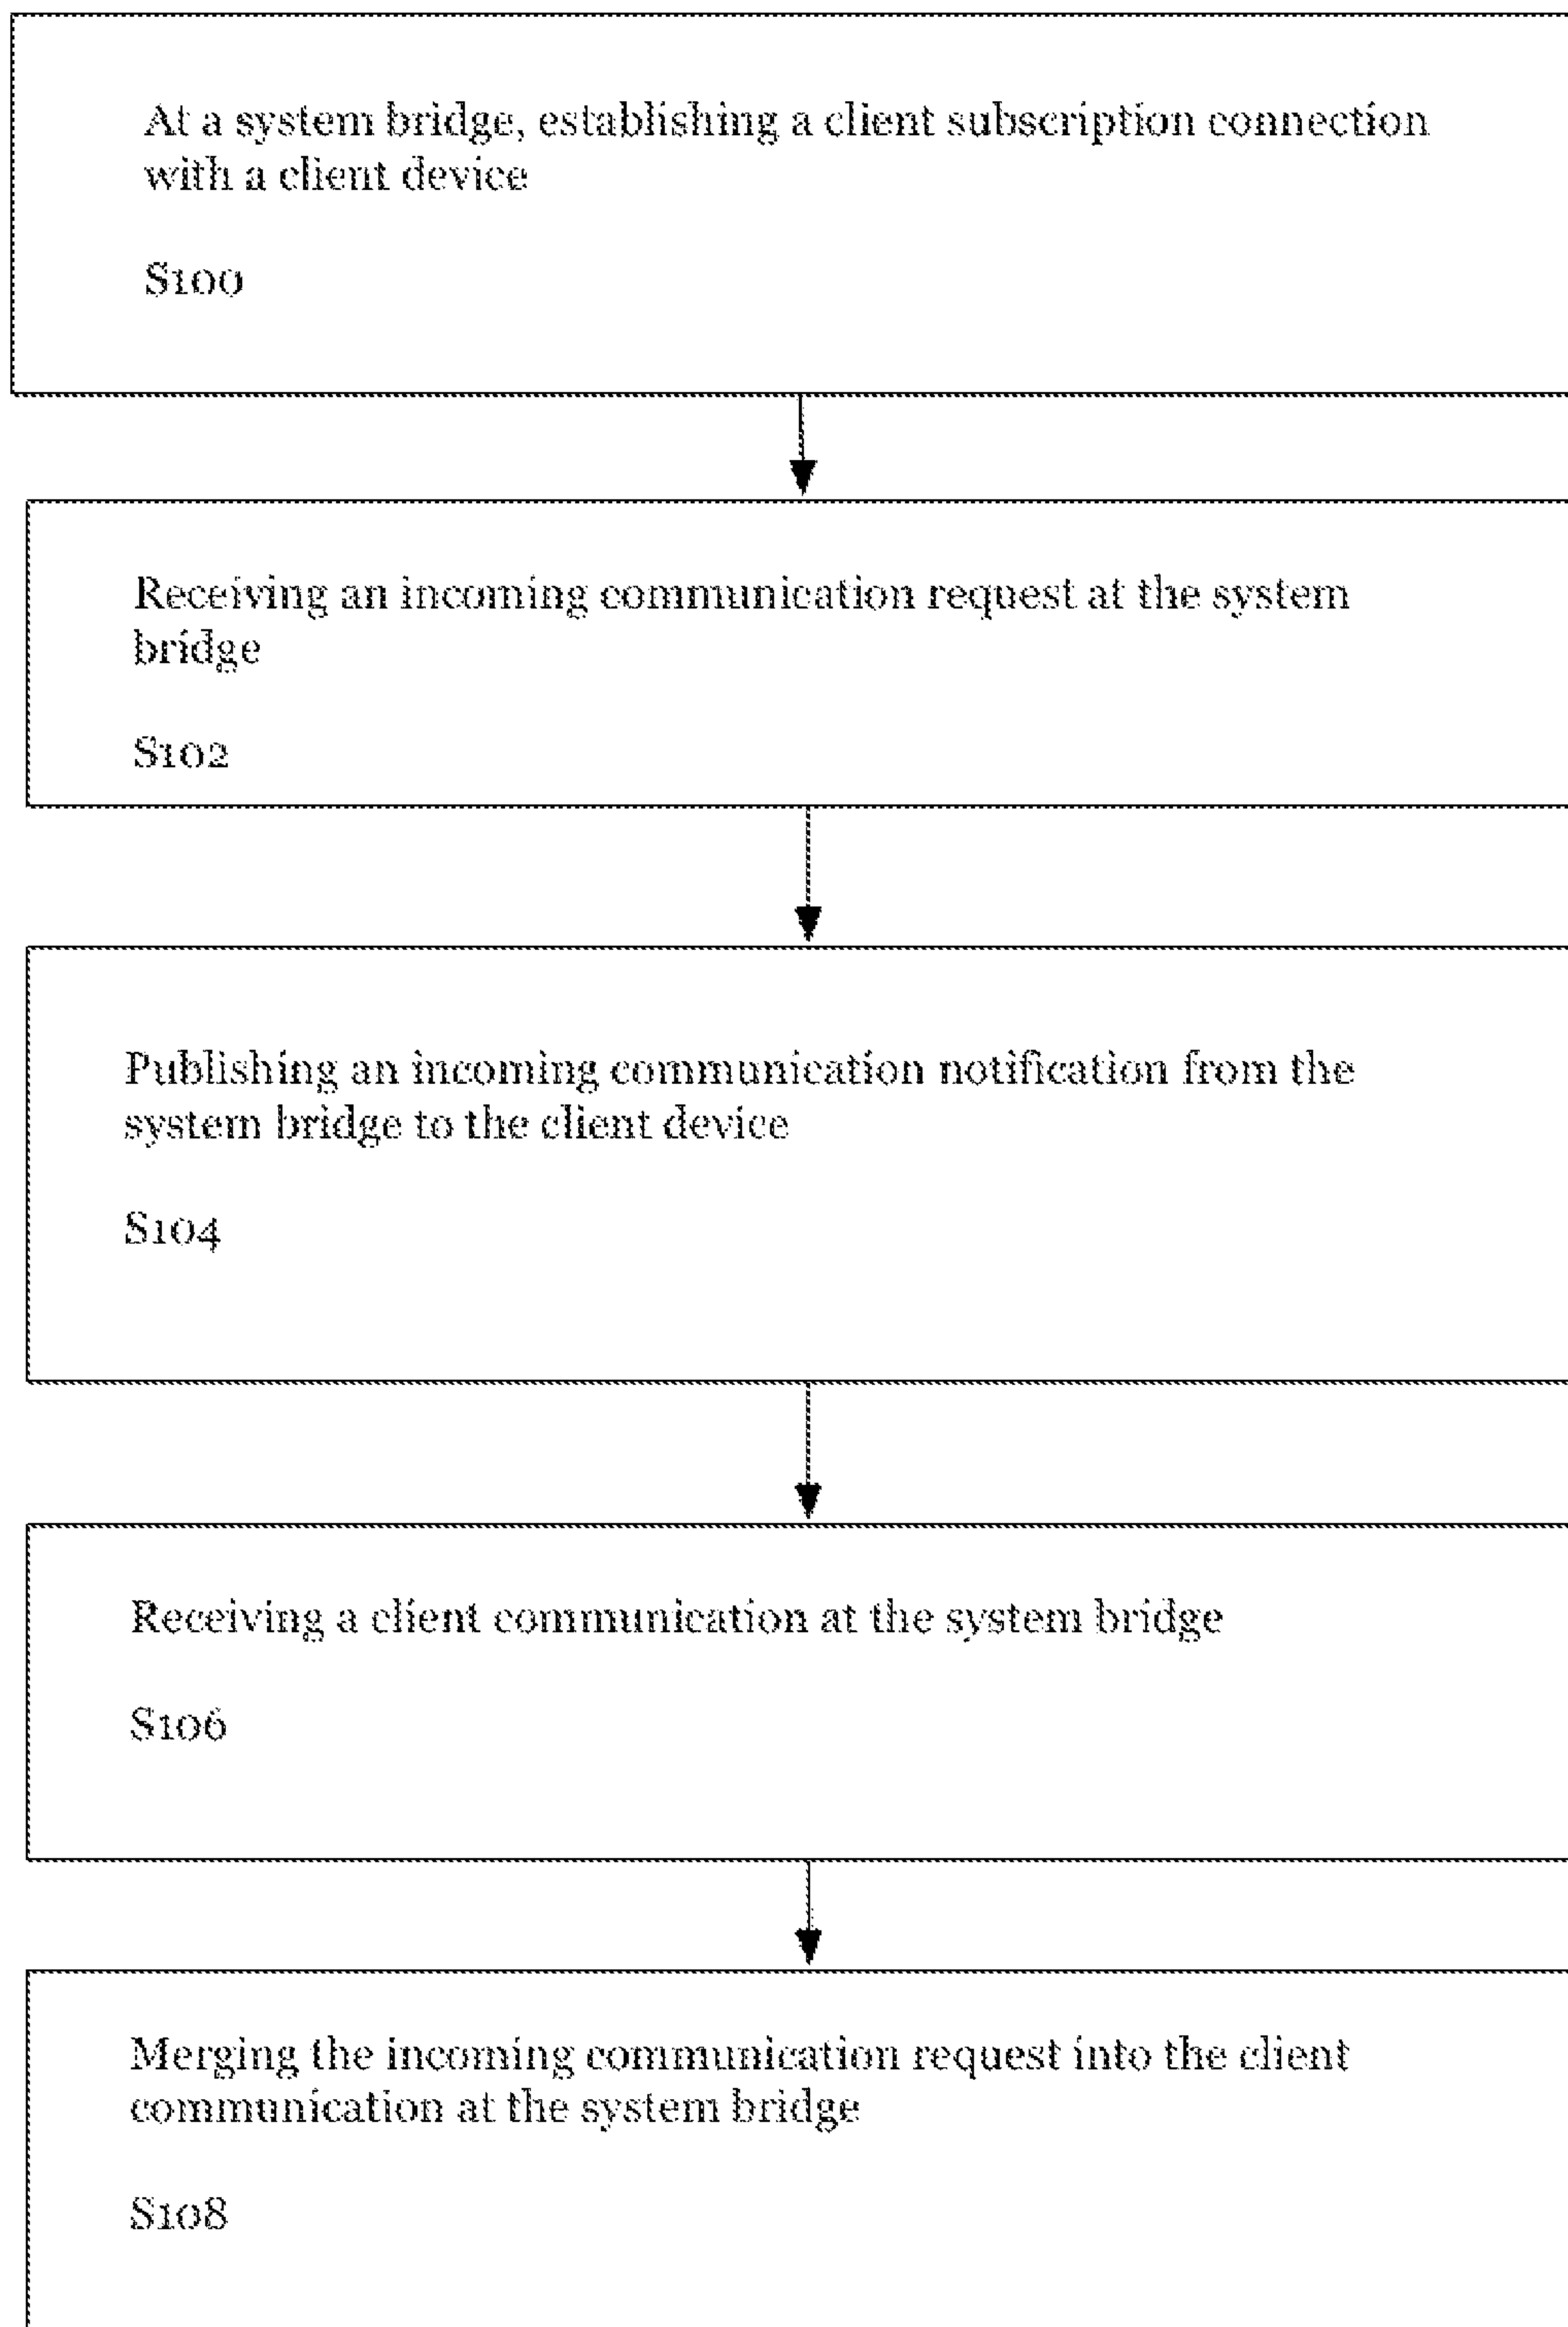 At a system bridge, establishing a client subscription connection
with a client device
S100
Receiving an incoming communication request at the system
bridge
S102
Publishing an incoming communication notification from the
system bridge to the client device
S104
Receiving a client communication at the system bridge
S106
Merging the incoming communication request into the client
communication at the system bridge
S108